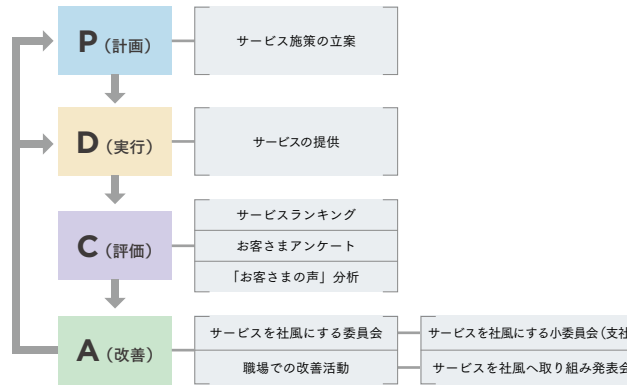 P（計画）
サービス施策の立案
D（実行）
サービスの提供
C（評価）
サービスランキング
お客さまアンケート
「お客さまの声」分析
A（改善）
サービスを社風にする委員会
サービスを社風にする小委員会（支社
職場での改善活動
サービスを社風へ取り組み発表会